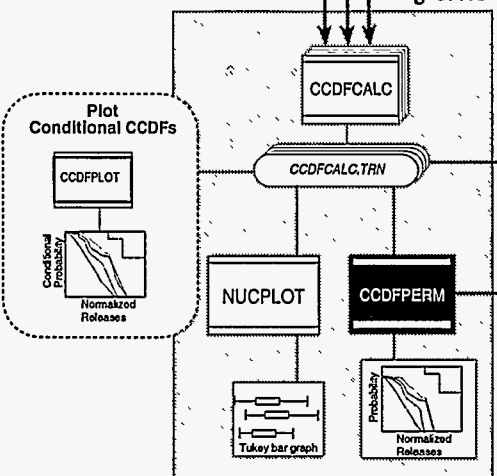 CCDFCALC
Plot
Conditional CCDFs
CCDFCALC.TRN
CCDFPLOT
Conditional
Probability
Normalized
Releases
NUCPLOT
CCDFPERM
Tukey bar graph
Probability
Normalized
Releases